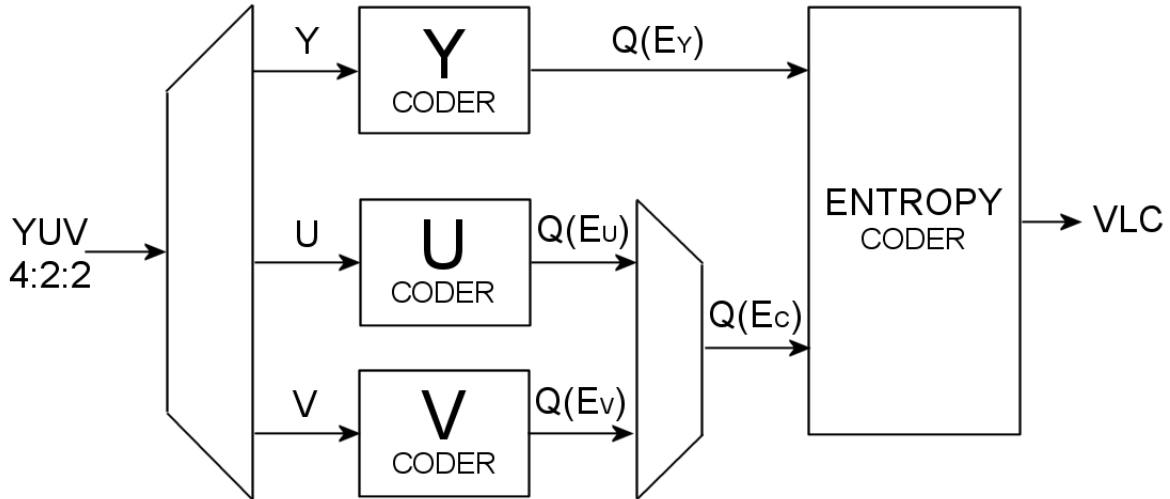 Y
Y
CODER
Q(EY)
YUV
4:2:2
U
U
CODER
Q(EU)
V
V
CODER
Q(EV)
Q(EC)
ENTROPY
CODER
VLC